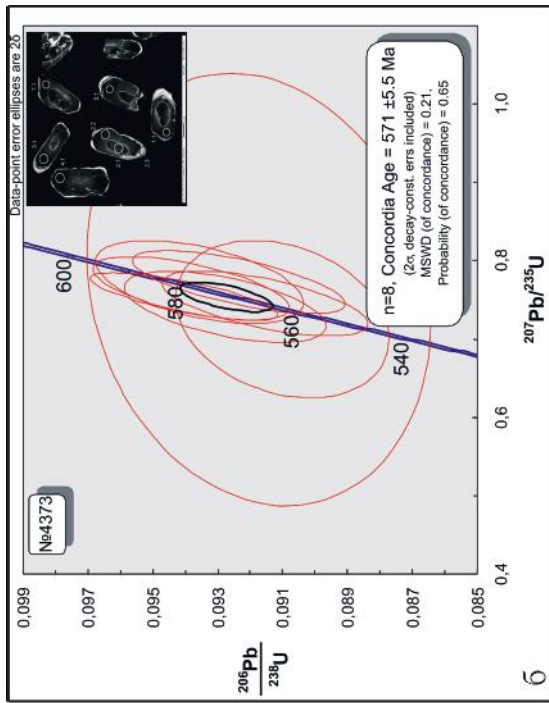 Data-point error ellipses are 2δ
№4373
0,099
0,097
0,095
0,093
0,091
0,089
0,087
0,085
206Pb
238U
600
580
560
540
n=8, Concordia Age = 571 ±5.5 Ma
(2σ, decay-const. errs included)
MSWD (of concordance) = 0.21,
Probability (of concordance) = 0.65
0,4
0,6
0,8
1,0
207Pb/235U
б